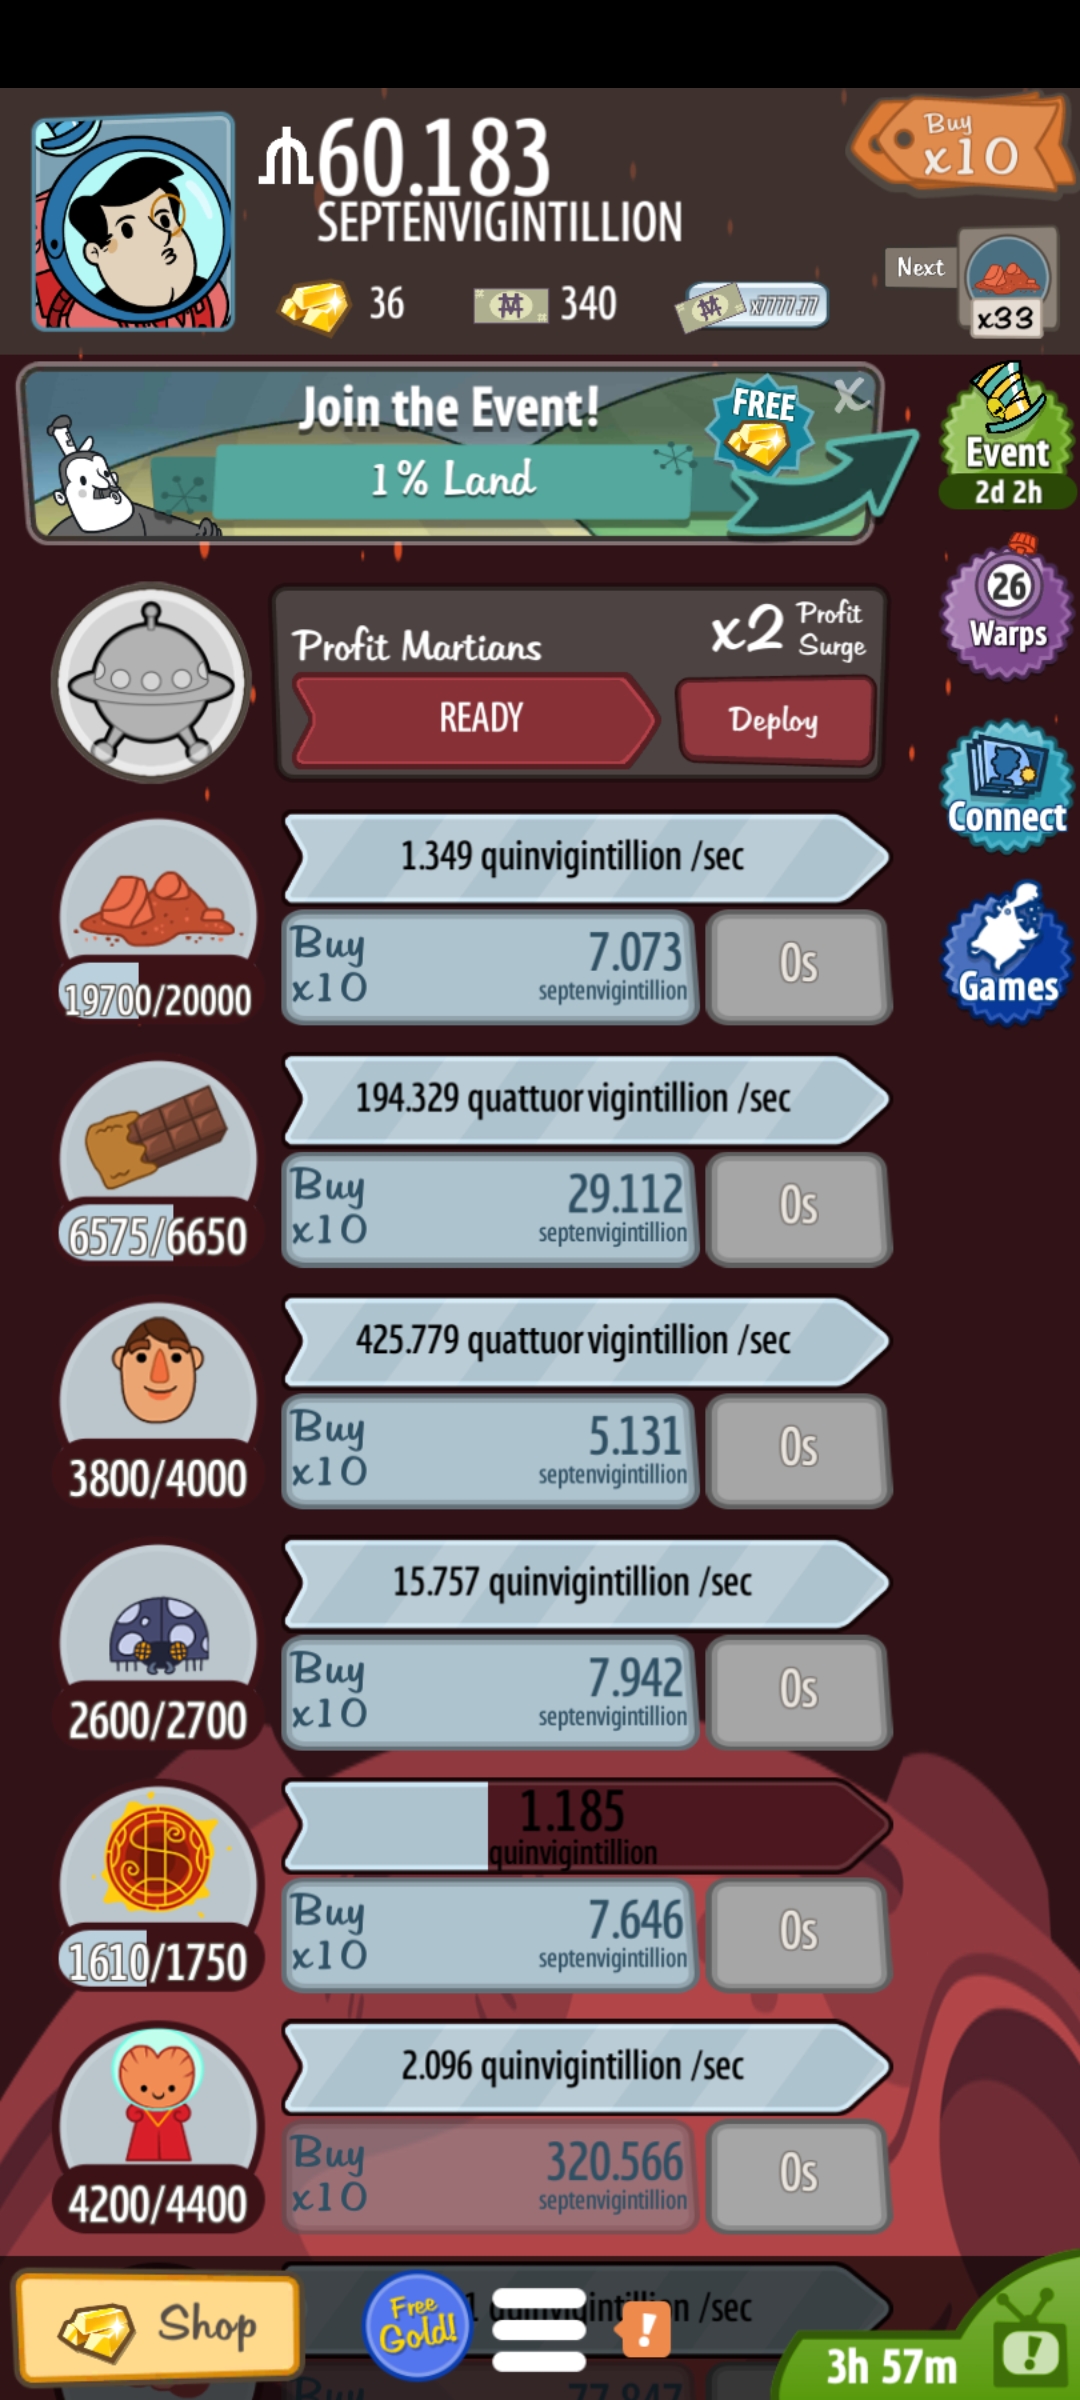 60.183
SEPTENVIGINTILLION
Buy
x10
36
340
x7777.77
Next
x33
Join the Event!
1% Land
FREE
X
Event
2d 2h
Profit Martians
x2 Profit
Surge
READY
Deploy
26
Warps
Connect
Games
1.349 quinvigintillion /sec
Buy
x10
7.073
septenvigintillion
0s
19700/20000
194.329 quattuorvigintillion /sec
Buy
x10
29.112
septenvigintillion
0s
6575/6650
425.779 quattuorvigintillion /sec
Buy
x10
5.131
septenvigintillion
0s
3800/4000
15.757 quinvigintillion /sec
Buy
x10
7.942
septenvigintillion
0s
2600/2700
1.185
quinvigintillion
Buy
x10
7.646
septenvigintillion
0s
1610/1750
2.096 quinvigintillion /sec
Buy
x10
320.566
septenvigintillion
0s
4200/4400
Shop
Free
Gold!
1 quinvigintillion /sec
!
3h 57m
!
Buy
77.847